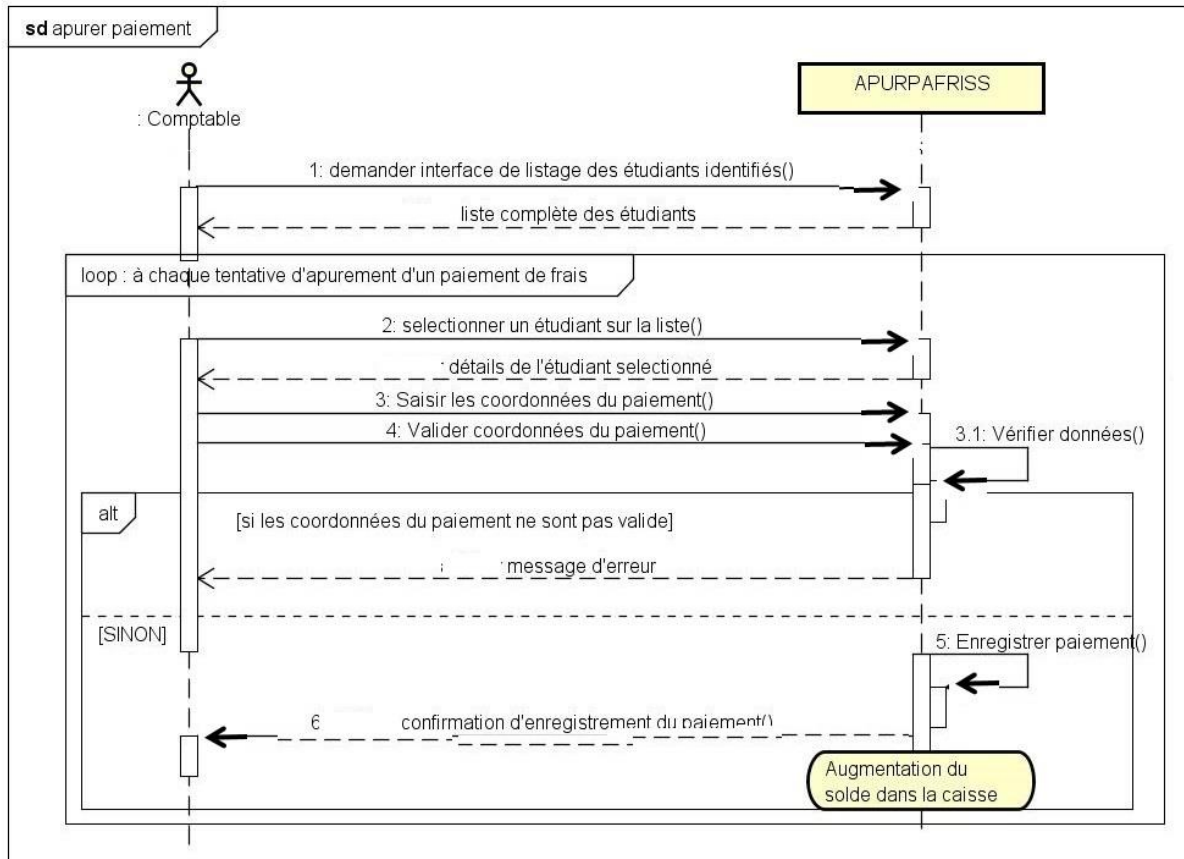 sd apurer paiement
: Comptable
APURPAFRISS
1: demander interface de listage des étudiants identifiés()
liste complète des étudiants
loop : à chaque tentative d'apurement d'un paiement de frais
2: selectionner un étudiant sur la liste()
détails de l'étudiant selectionné
3: Saisir les coordonnées du paiement()
4: Valider coordonnées du paiement()
3.1: Vérifier données()
alt
[si les coordonnées du paiement ne sont pas valide]
message d'erreur
[SINON]
5: Enregistrer paiement()
6 confirmation d'enregistrement du paiement()
Augmentation du
solde dans la caisse